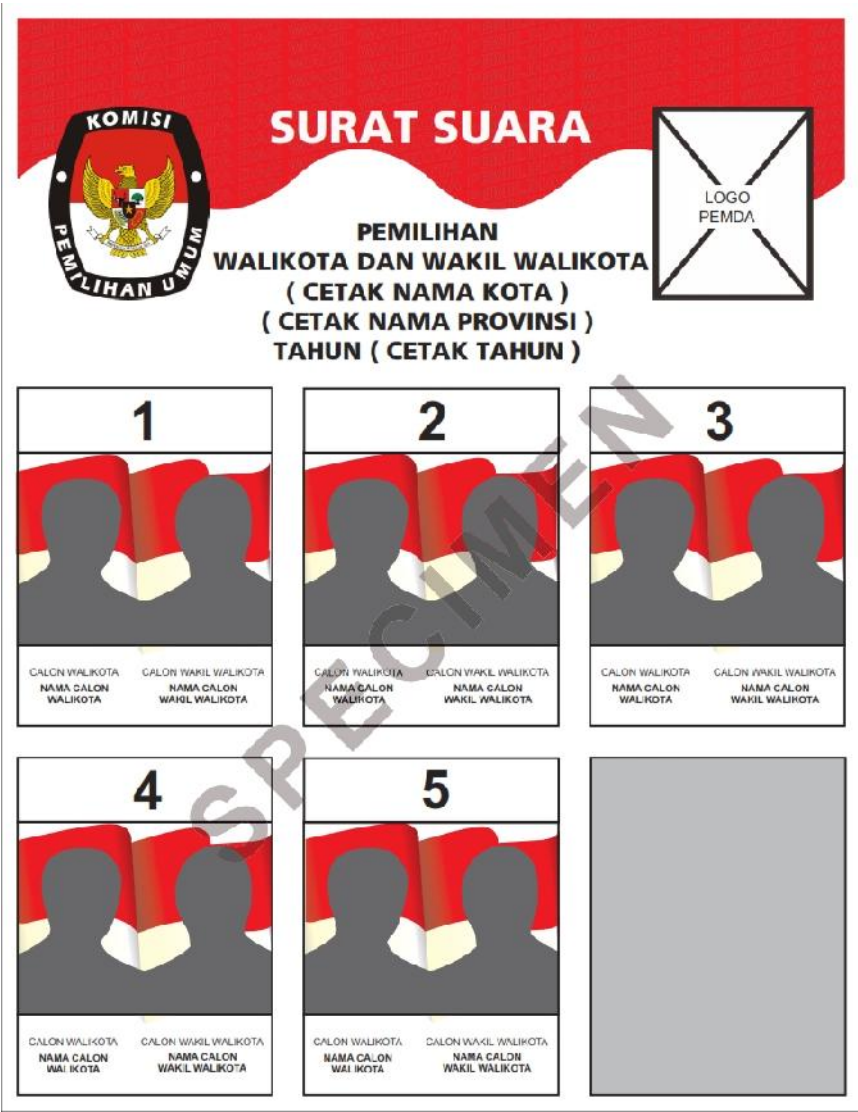 KOMISI
PEMILIHAN UMUM
SURAT SUARA
LOGO
PEMDA
PEMILIHAN
WALIKOTA DAN WAKIL WALIKOTA
( CETAK NAMA KOTA )
( CETAK NAMA PROVINSI )
TAHUN ( CETAK TAHUN )
SPECIMEN
1
CALON WALIKOTA
NAMA CALON
WALIKOTA
CALON WAKIL WALIKOTA
NAMA CALON
WAKIL WALIKOTA
2
CALON WALIKOTA
NAMA CALON
WALIKOTA
CALON WAKIL WALIKOTA
NAMA CALON
WAKIL WALIKOTA
3
CALON WALIKOTA
NAMA CALON
WALIKOTA
CALON WAKIL WALIKOTA
NAMA CALON
WAKIL WALIKOTA
4
CALON WALIKOTA
NAMA CALON
WALIKOTA
CALON WAKIL WALIKOTA
NAMA CALON
WAKIL WALIKOTA
5
CALON WALIKOTA
NAMA CALON
WALIKOTA
CALON WAKIL WALIKOTA
NAMA CALON
WAKIL WALIKOTA